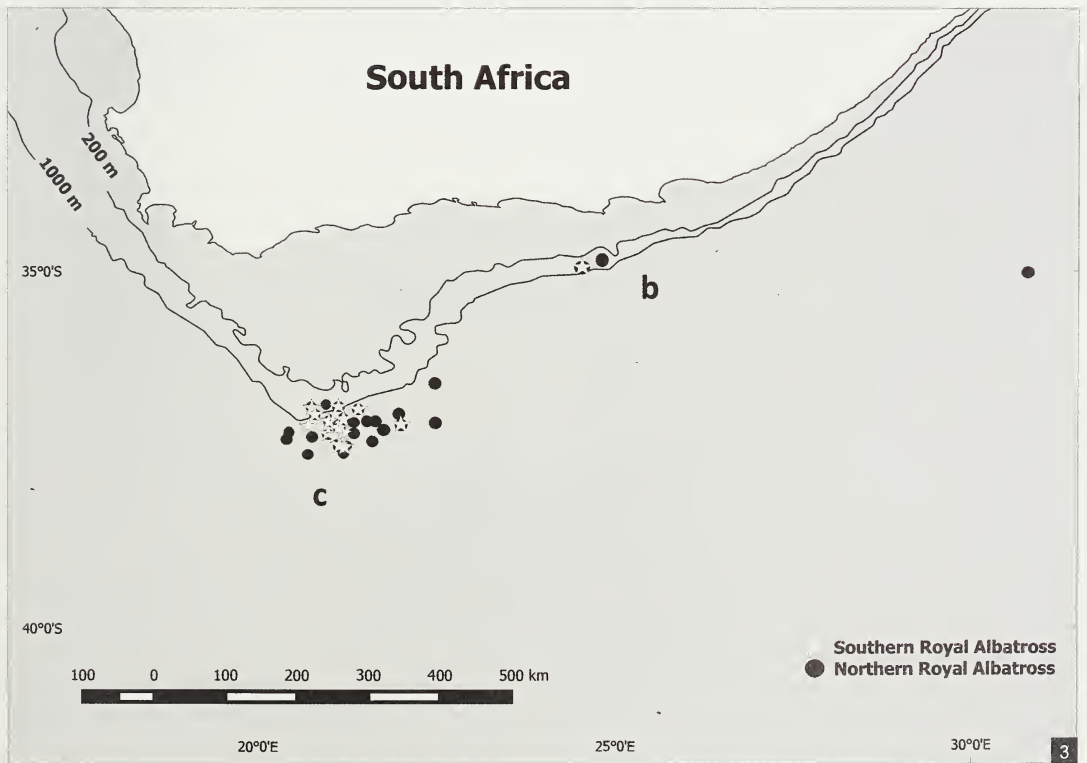 South Africa
200 m
1000 m
35°0'S
b
c
40°0'S
Southern Royal Albatross
Northern Royal Albatross
100 0 100 200 300 400 500 km
20°0'E 25°0'E 30°0'E
3